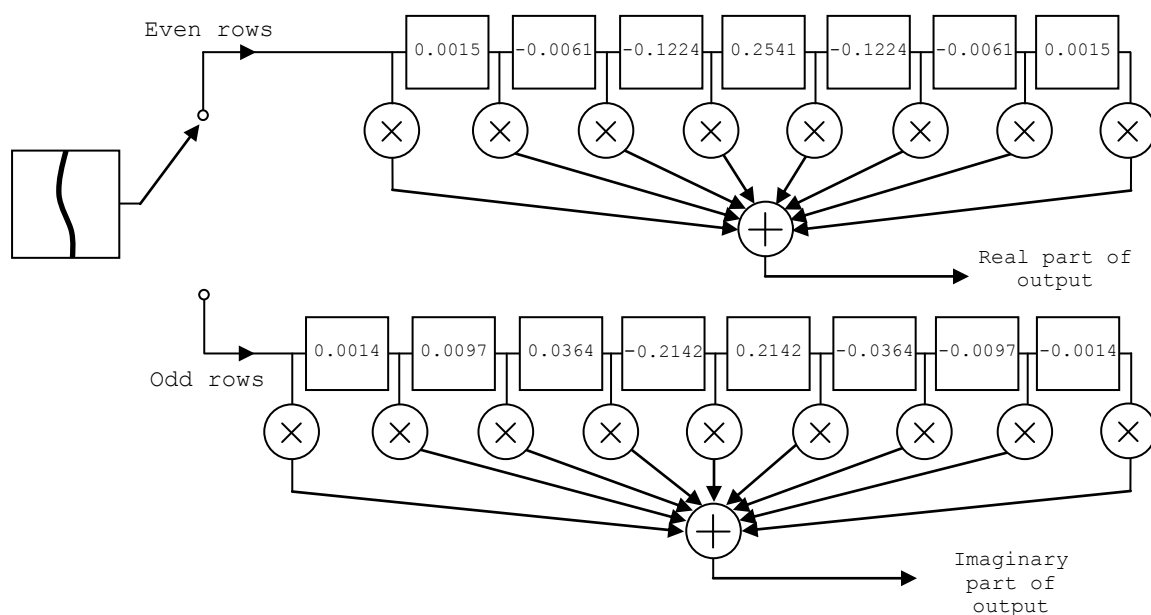 Even rows
0.0015 -0.0061 -0.1224 0.2541 -0.1224 -0.0061 0.0015
Real part of
output
0.0014 0.0097 0.0364 -0.2142 0.2142 -0.0364 -0.0097 -0.0014
Odd rows
Imaginary
part of
output